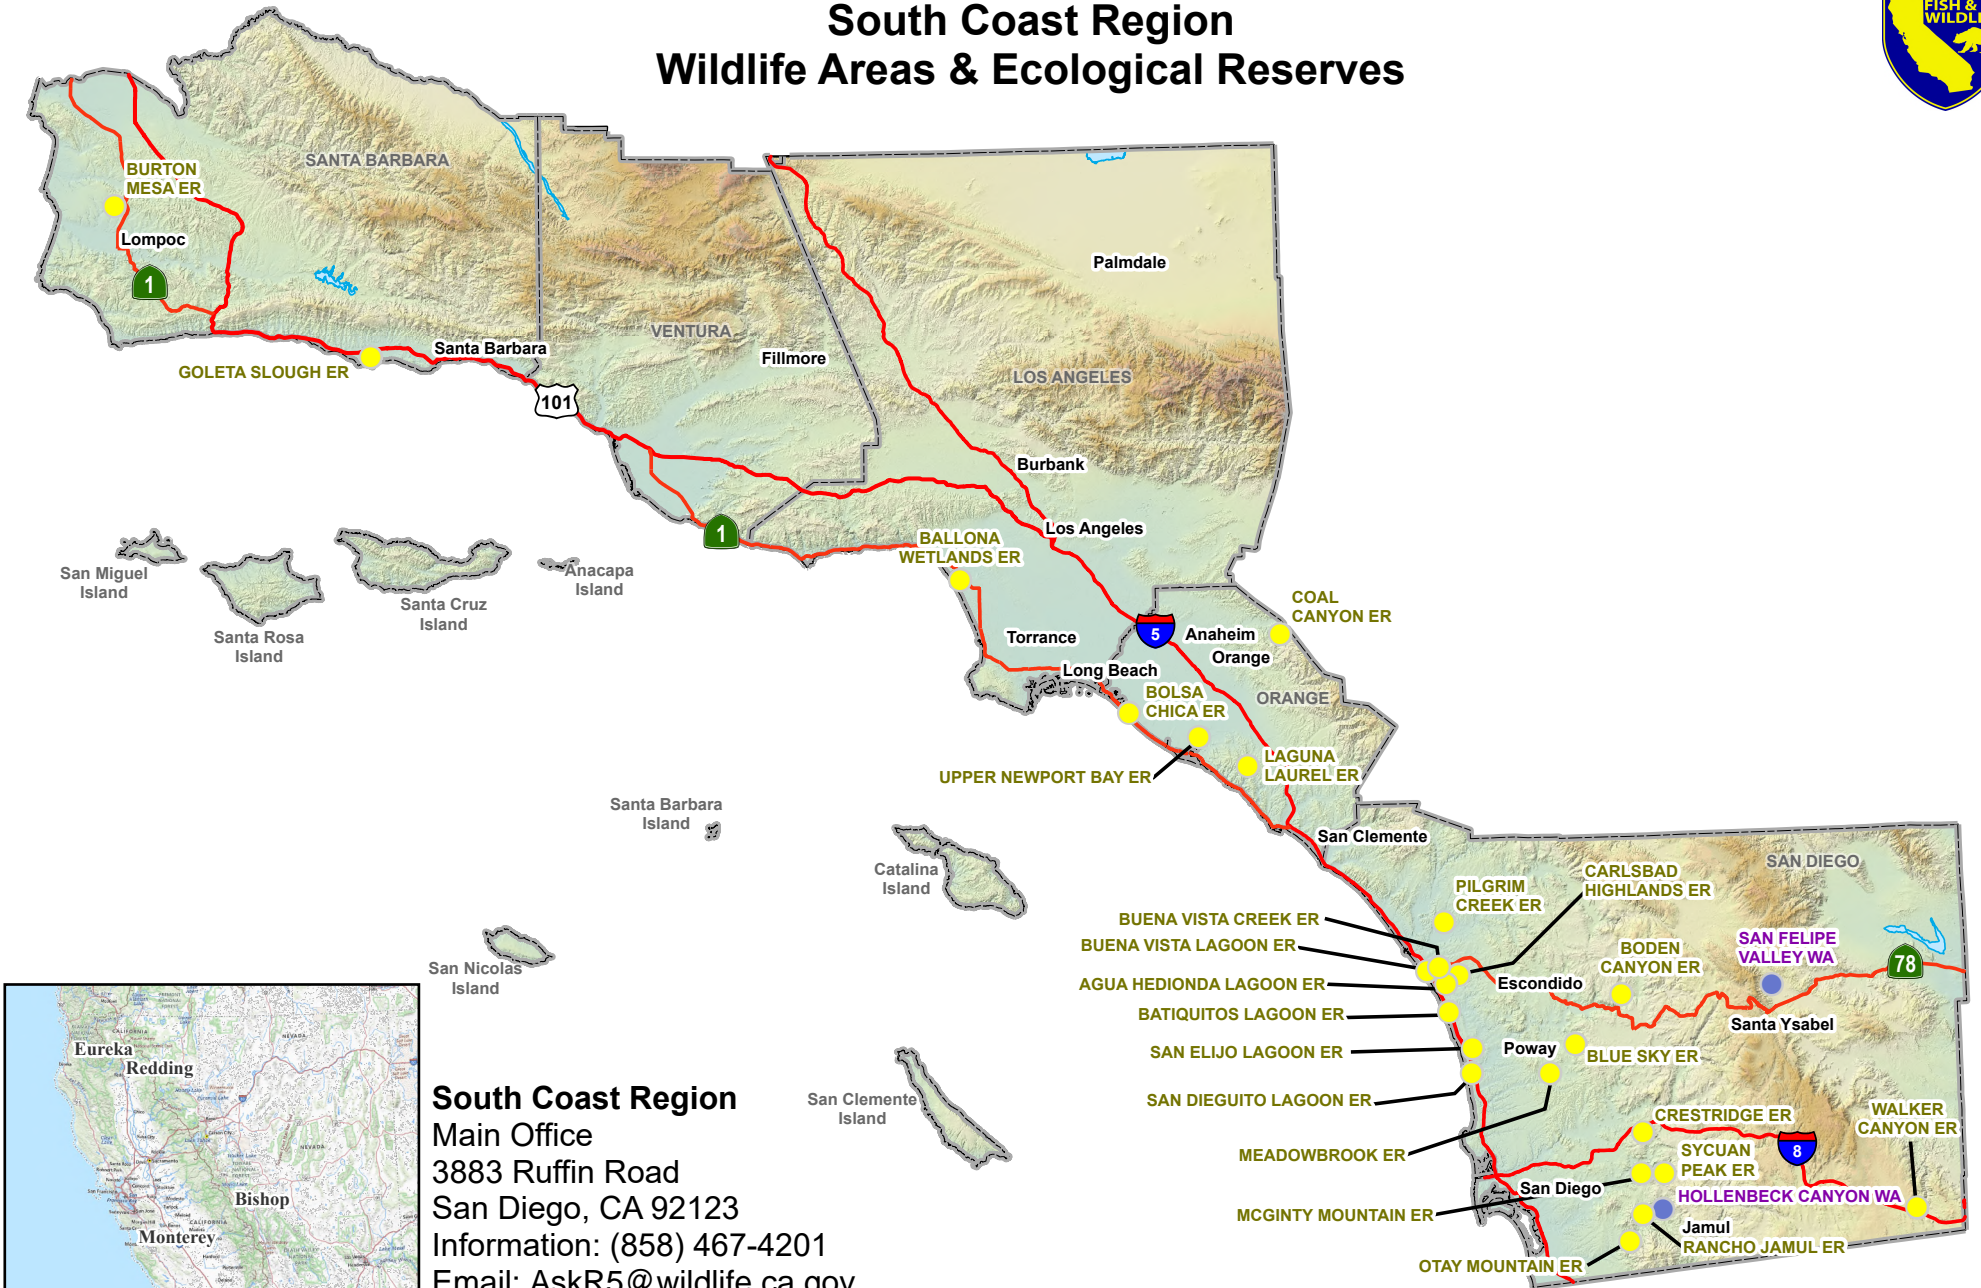 South Coast Region
Wildlife Areas & Ecological Reserves
FISH &
WILDLI
SANTA BARBARA
BURTON
MESA ER
Lompoc
1
GOLETA SLOUGH ER
Santa Barbara
101
VENTURA
Fillmore
Palmdale
LOS ANGELES
Burbank
Los Angeles
1
BALLONA
WETLANDS ER
San Miguel
Island
Santa Rosa
Island
Santa Cruz
Island
Anacapa
Island
Torrance
Long Beach
5
Anaheim
Orange
COAL
CANYON ER
ORANGE
BOLSA
CHICA ER
UPPER NEWPORT BAY ER
LAGUNA
LAUREL ER
Santa Barbara
Island
Catalina
Island
San Nicolas
Island
San Clemente
Island
San Clemente
SAN DIEGO
PILGRIM
CREEK ER
CARLSBAD
HIGHLANDS ER
BUENA VISTA CREEK ER
BUENA VISTA LAGOON ER
AGUA HEDIONDA LAGOON ER
BATIQUITOS LAGOON ER
SAN ELIJO LAGOON ER
SAN DIEGUITO LAGOON ER
MEADOWBROOK ER
MCGINTY MOUNTAIN ER
OTAY MOUNTAIN ER
Escondido
BODEN
CANYON ER
SAN FELIPE
VALLEY WA
78
Santa Ysabel
Poway
BLUE SKY ER
CRESTRIDGE ER
WALKER
CANYON ER
8
SYCUAN
PEAK ER
San Diego
HOLLENBECK CANYON WA
Jamul
RANCHO JAMUL ER
Eureka
Redding
Bishop
Monterey
NEVADA
CALIFORNIA
NEVADA
CALIFORNIA
South Coast Region
Main Office
3883 Ruffin Road
San Diego, CA 92123
Information: (858) 467-4201
Email: AskR5@wildlife.ca.gov